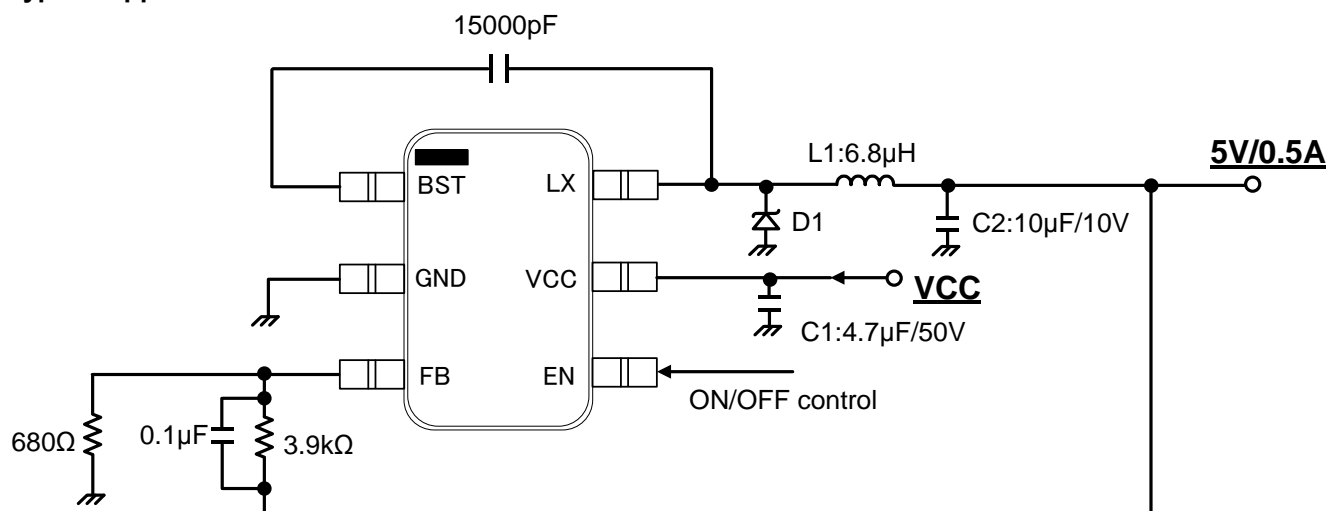 15000pF
L1:6.8µH
5V/0.5A
BST
LX
D1
C2:10µF/10V
GND
VCC
VCC
C1:4.7µF/50V
FB
EN
ON/OFF control
680Ω
0.1µF
3.9kΩ